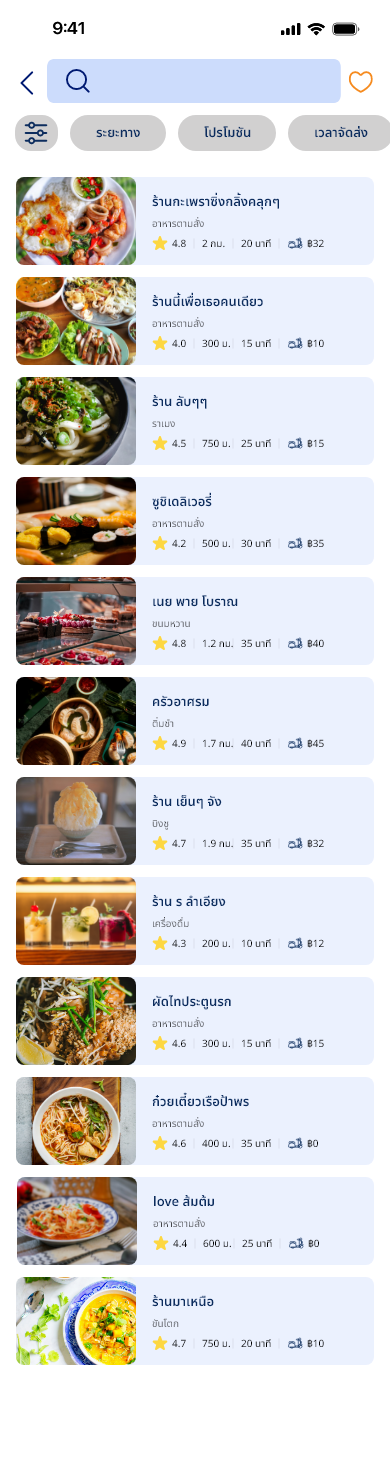 9:41
ระยะทาง โปรโมชัน เวลาจัดส่ง
ร้านกะเพราซิ่งกลิ้งคลุกๆ
อาหารตามสั่ง
4.8 2 กม. 20 นาที ฿32
ร้านนี้เพื่อเธอคนเดียว
อาหารตามสั่ง
4.0 300 ม. 15 นาที ฿10
ร้าน ลับๆๆ
ราเมง
4.5 750 ม. 25 นาที ฿15
ซูชิเดลิเวอรี่
อาหารตามสั่ง
4.2 500 ม. 30 นาที ฿35
เนย พาย โบราณ
ขนมหวาน
4.8 1.2 กม. 35 นาที ฿40
ครัวอาศรม
ติ่มซำ
4.9 1.7 กม. 40 นาที ฿45
ร้าน เย็นๆ จัง
บิงซู
4.7 1.9 กม. 35 นาที ฿32
ร้าน s ลำเอียง
เครื่องดื่ม
4.3 200 ม. 10 นาที ฿12
ผัดไทประตูนรก
อาหารตามสั่ง
4.6 300 ม. 15 นาที ฿15
ก๋วยเตี๋ยวเรือป้าพร
อาหารตามสั่ง
4.6 400 ม. 35 นาที ฿0
love ส้มต้ม
อาหารตามสั่ง
4.4 600 ม. 25 นาที ฿0
ร้านมาเหนือ
ขันโตก
4.7 750 ม. 20 นาที ฿10